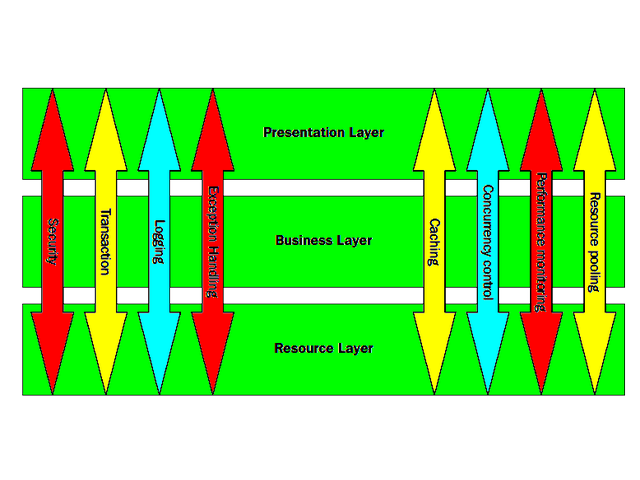 Presentation Layer
Business Layer
Resource Layer
Security
Transaction
Logging
Exception Handling
Caching
Concurrency control
Performance monitoring
Resource pooling